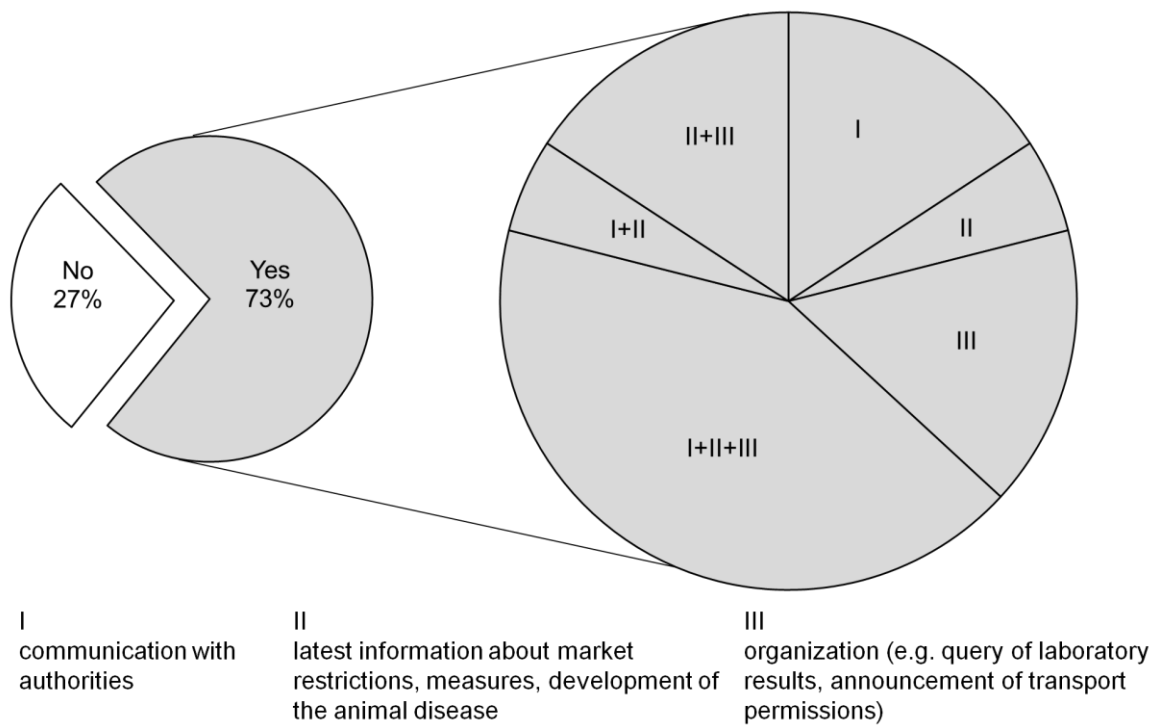 No
27%
Yes
73%
II+III
I
I+II
II
III
I+II+III
I
communication with
authorities
II
latest information about market
restrictions, measures, development of
the animal disease
III
organization (e.g. query of laboratory
results, announcement of transport
permissions)